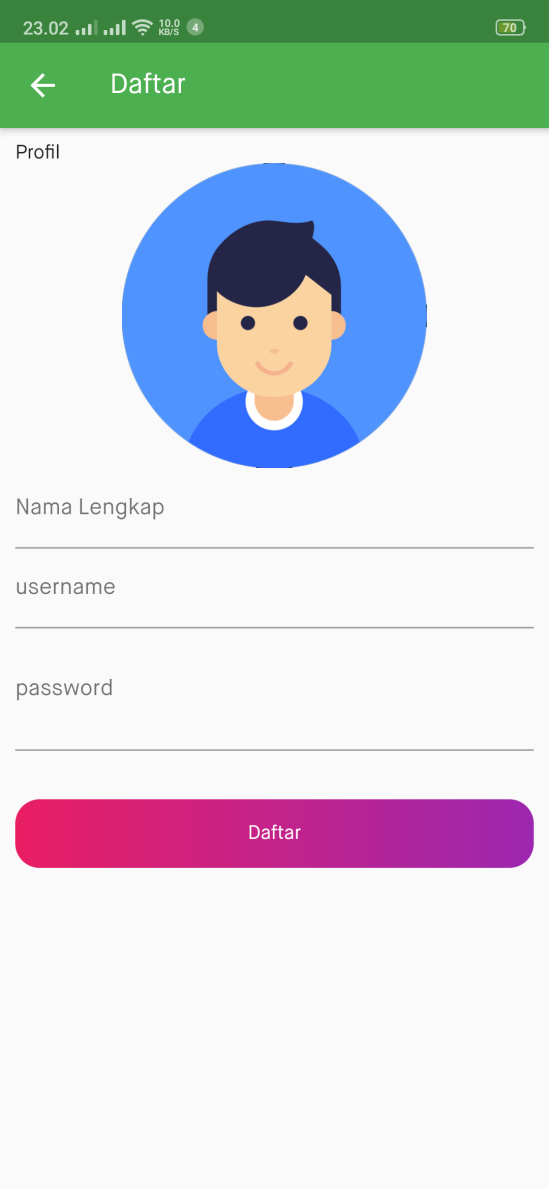 23.02 10.0 KB/S 4 70
Daftar
Profil
Nama Lengkap
username
password
Daftar